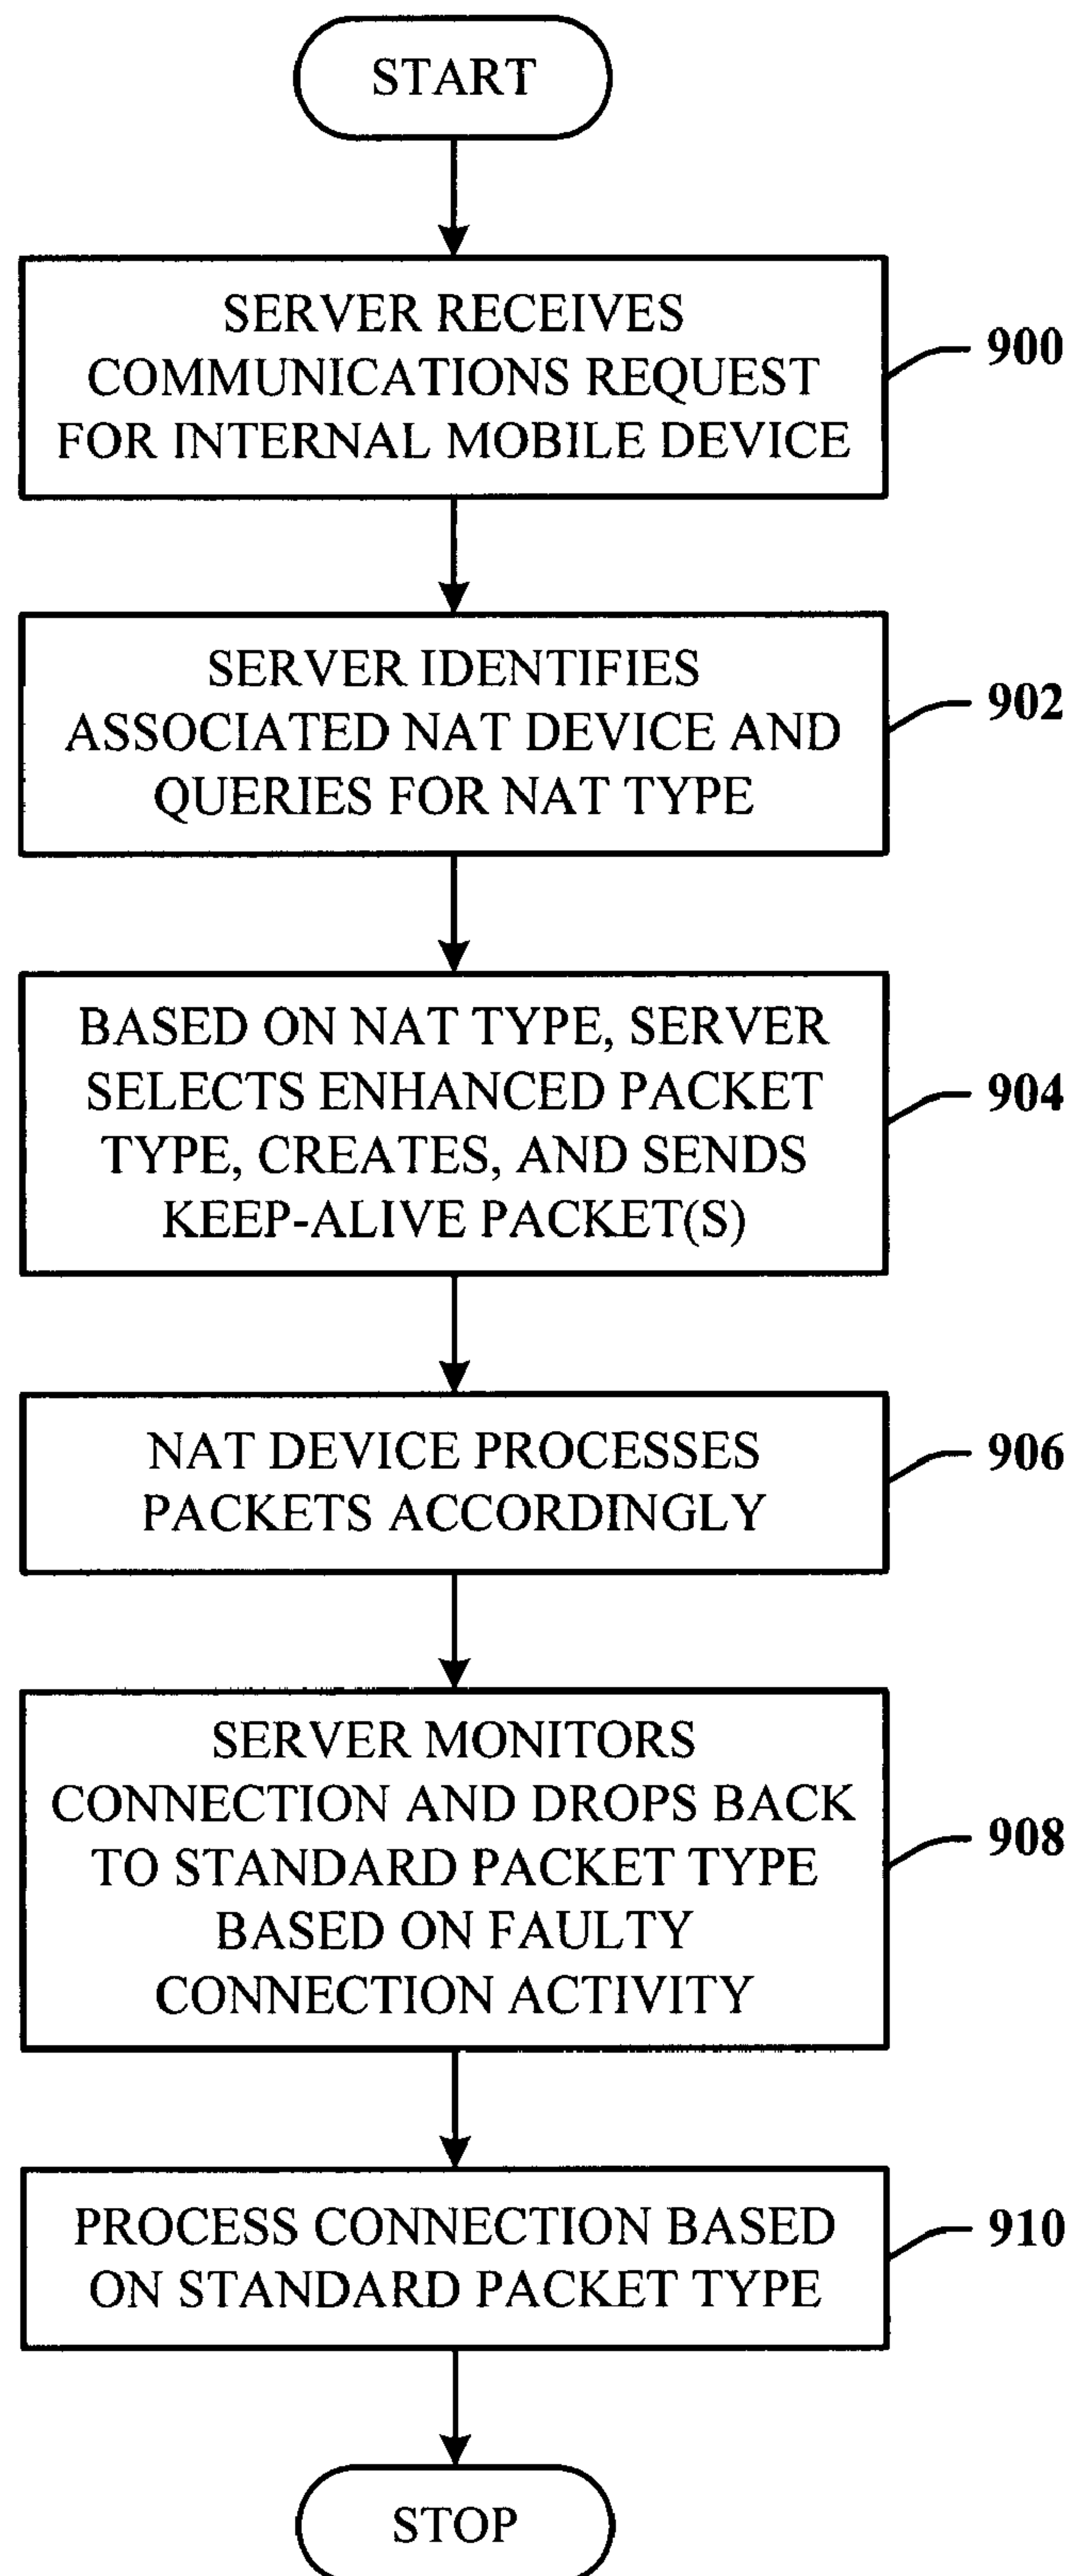 START
SERVER RECEIVES
COMMUNICATIONS REQUEST
FOR INTERNAL MOBILE DEVICE
900
SERVER IDENTIFIES
ASSOCIATED NAT DEVICE AND
QUERIES FOR NAT TYPE
902
BASED ON NAT TYPE, SERVER
SELECTS ENHANCED PACKET
TYPE, CREATES, AND SENDS
KEEP-ALIVE PACKET(S)
904
NAT DEVICE PROCESSES
PACKETS ACCORDINGLY
906
SERVER MONITORS
CONNECTION AND DROPS BACK
TO STANDARD PACKET TYPE
BASED ON FAULTY
CONNECTION ACTIVITY
908
PROCESS CONNECTION BASED
ON STANDARD PACKET TYPE
910
STOP